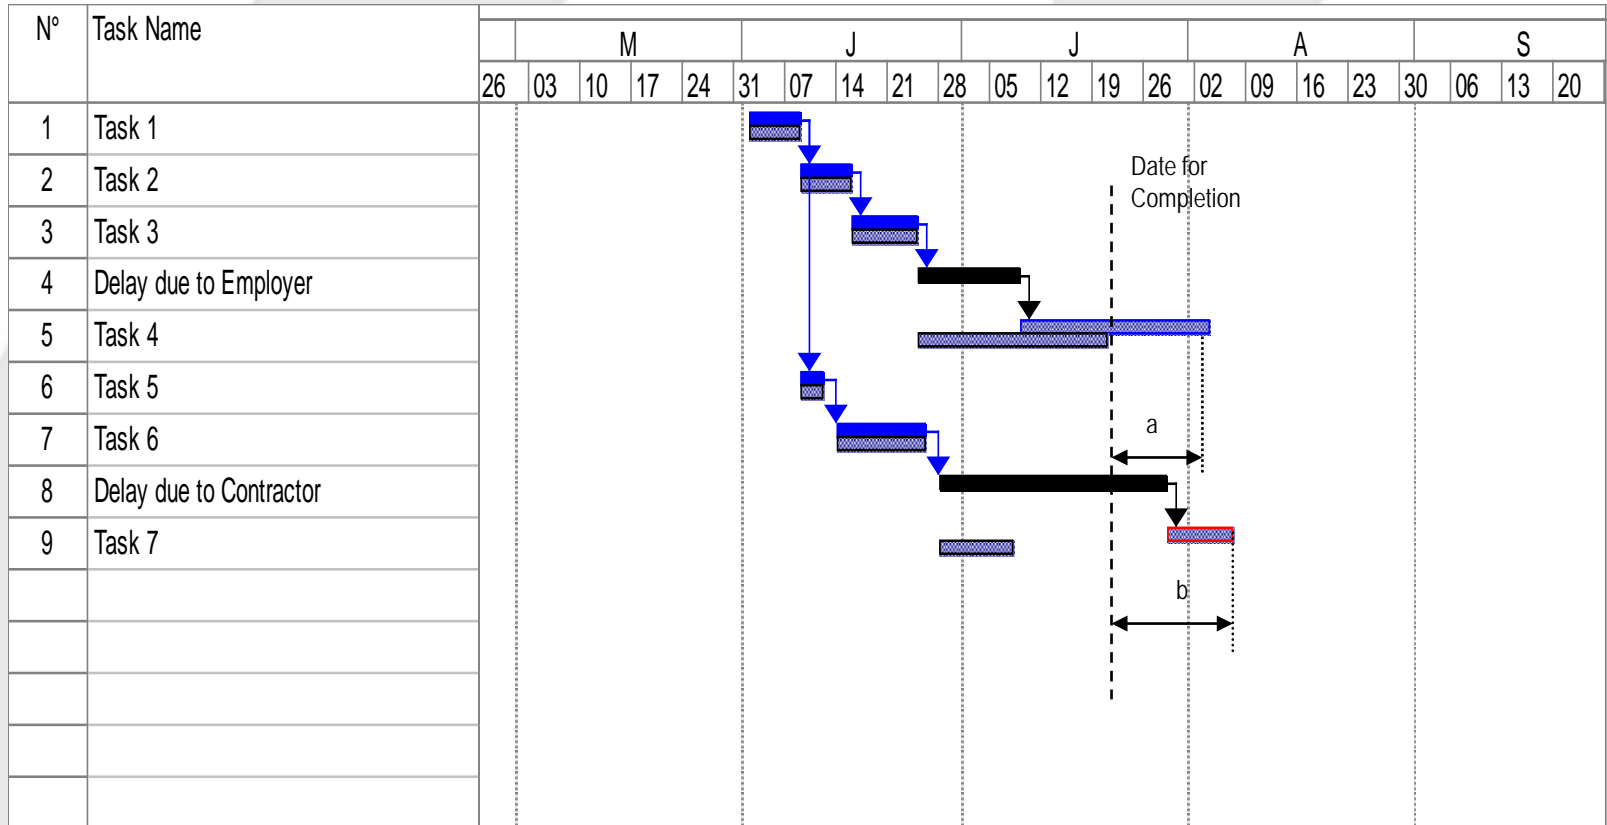 N° Task Name
M J J A S
26 03 10 17 24 31 07 14 21 28 05 12 19 26 02 09 16 23 30 06 13 20
1 Task 1
Date for
2 Task 2
Completion
3 Task 3
4 Delay due to Employer
5 Task 4
6 Task 5
a
7 Task 6
8 Delay due to Contractor
9 Task 7
b